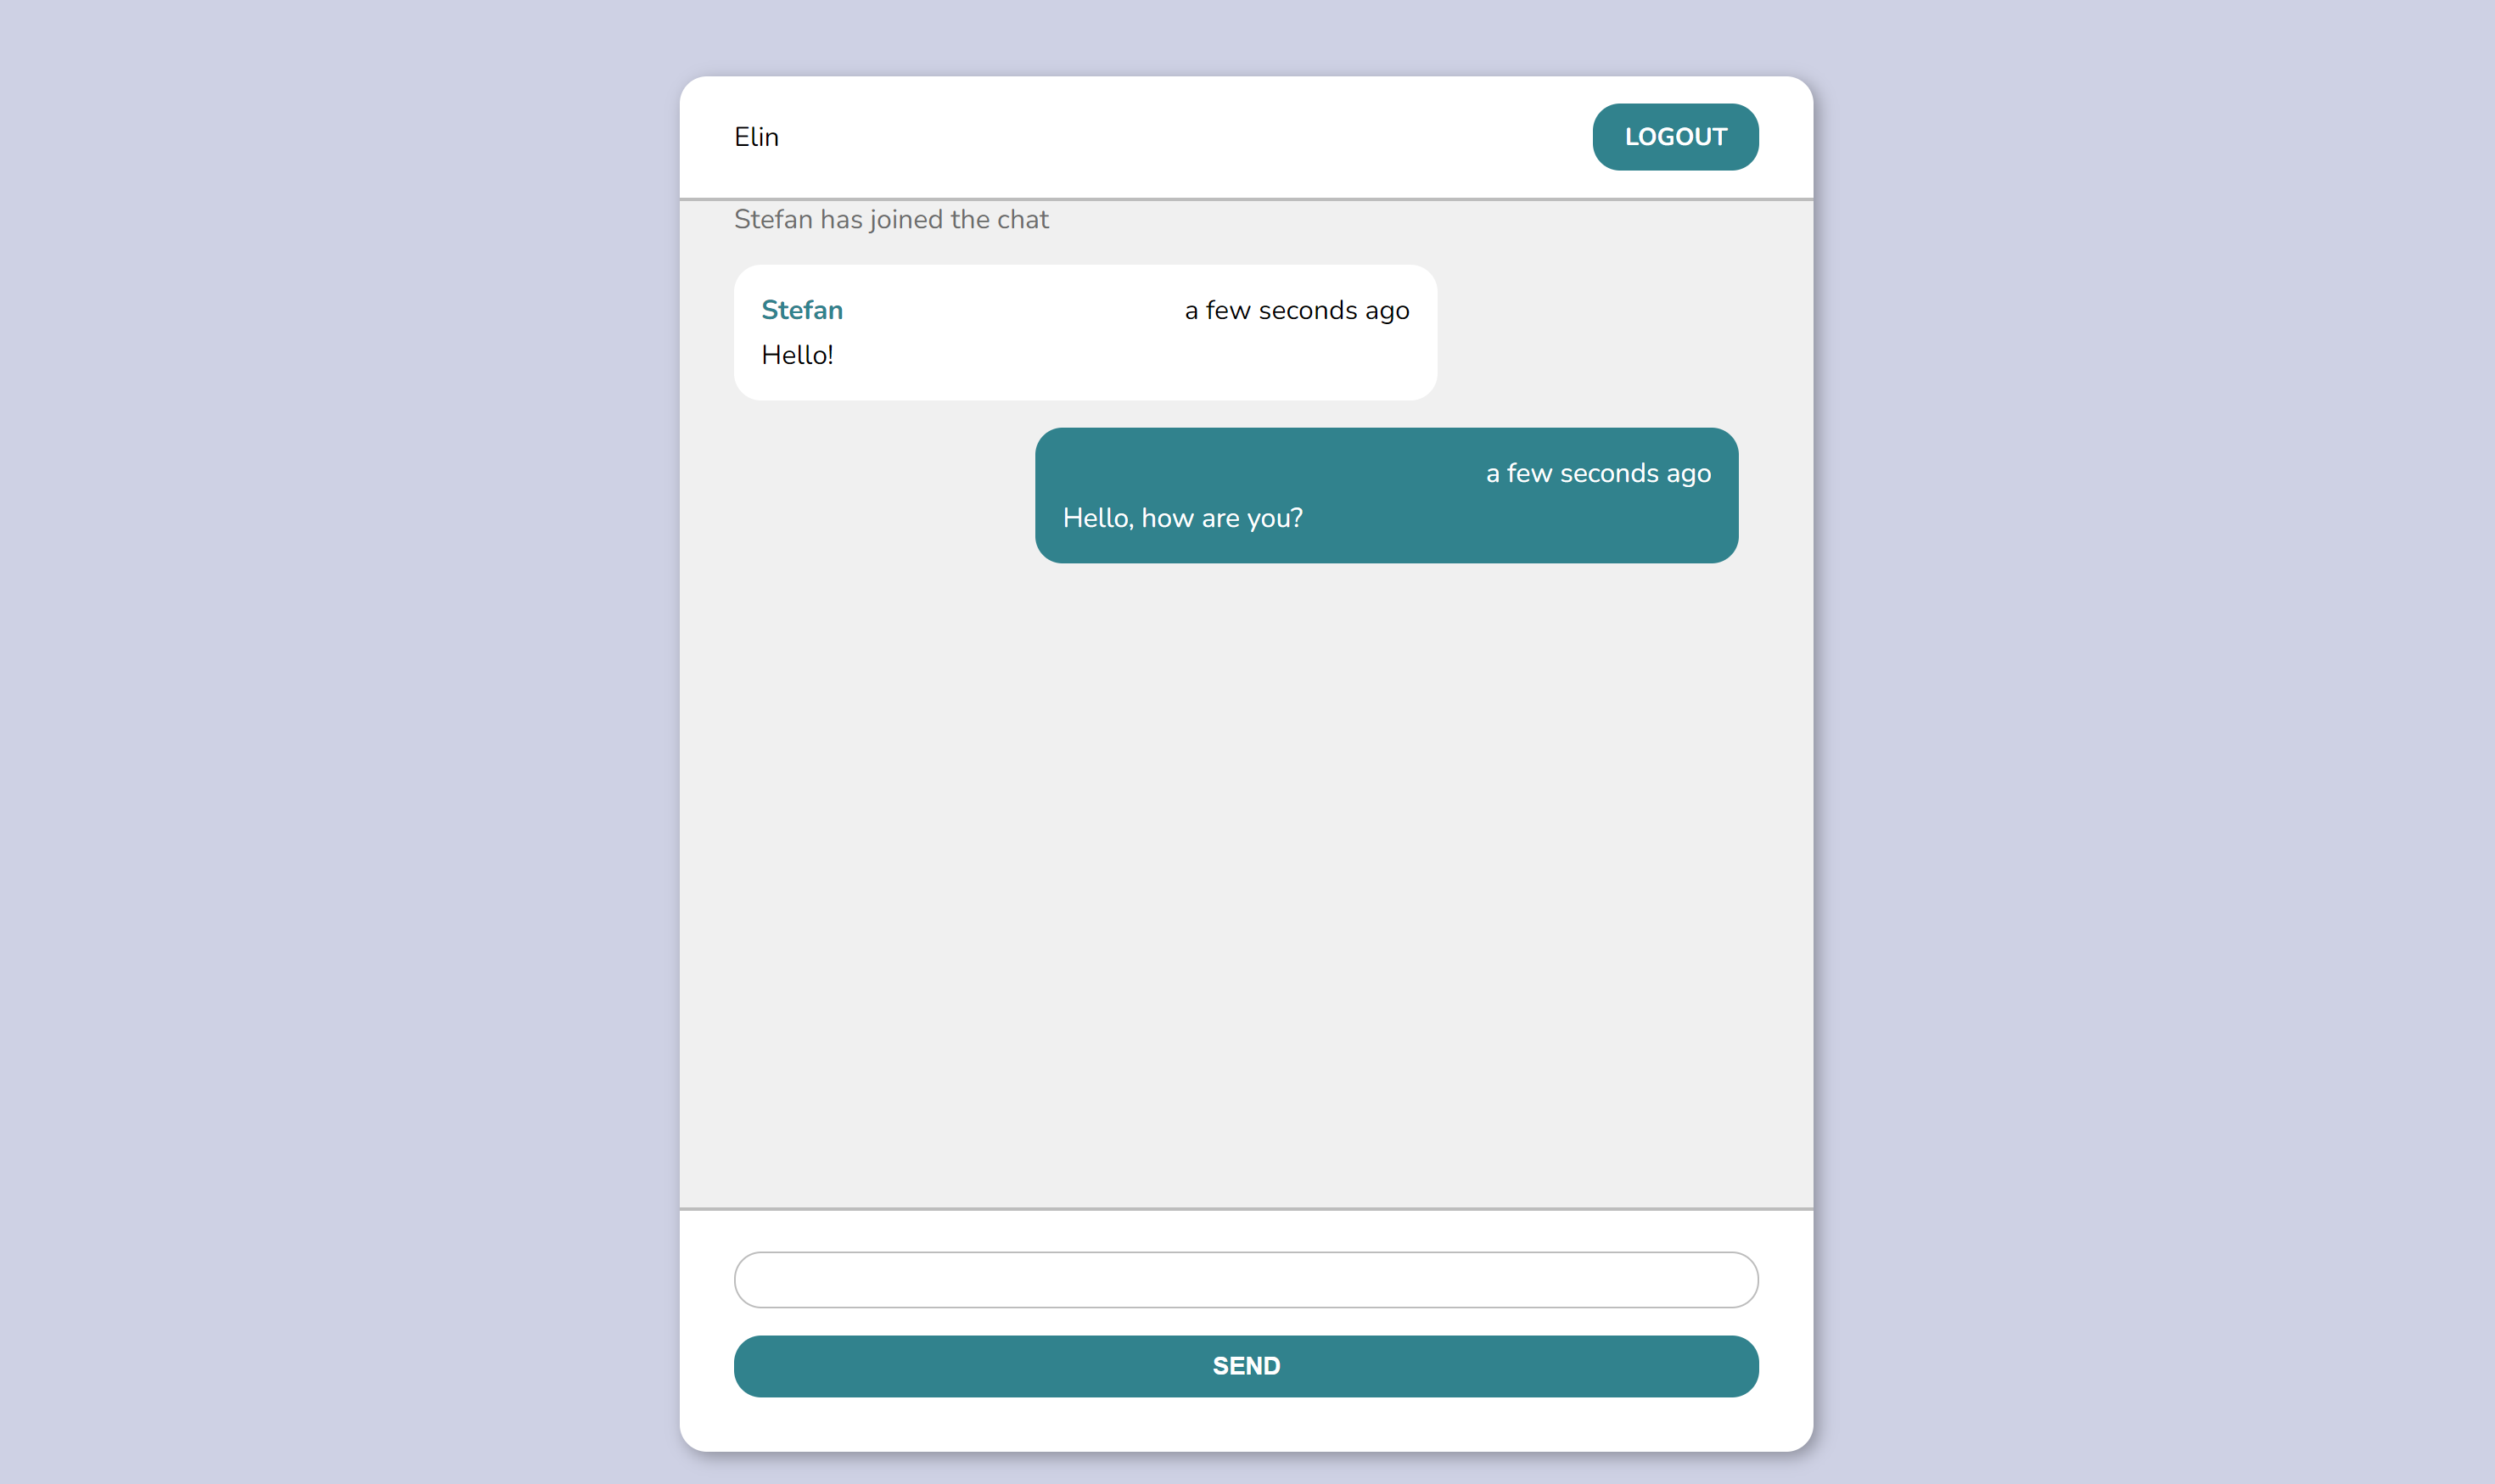 Elin
LOGOUT
Stefan has joined the chat
Stefan a few seconds ago
Hello!
a few seconds ago
Hello, how are you?
SEND